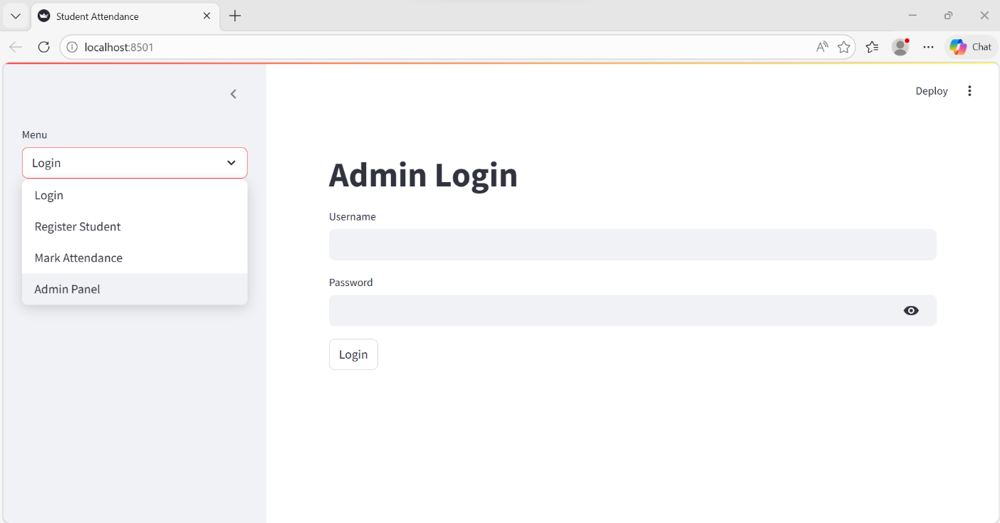 Student Attendance
localhost:8501
Chat
Deploy
Menu
Login
Login
Register Student
Mark Attendance
Admin Panel
Admin Login
Username
Password
Login